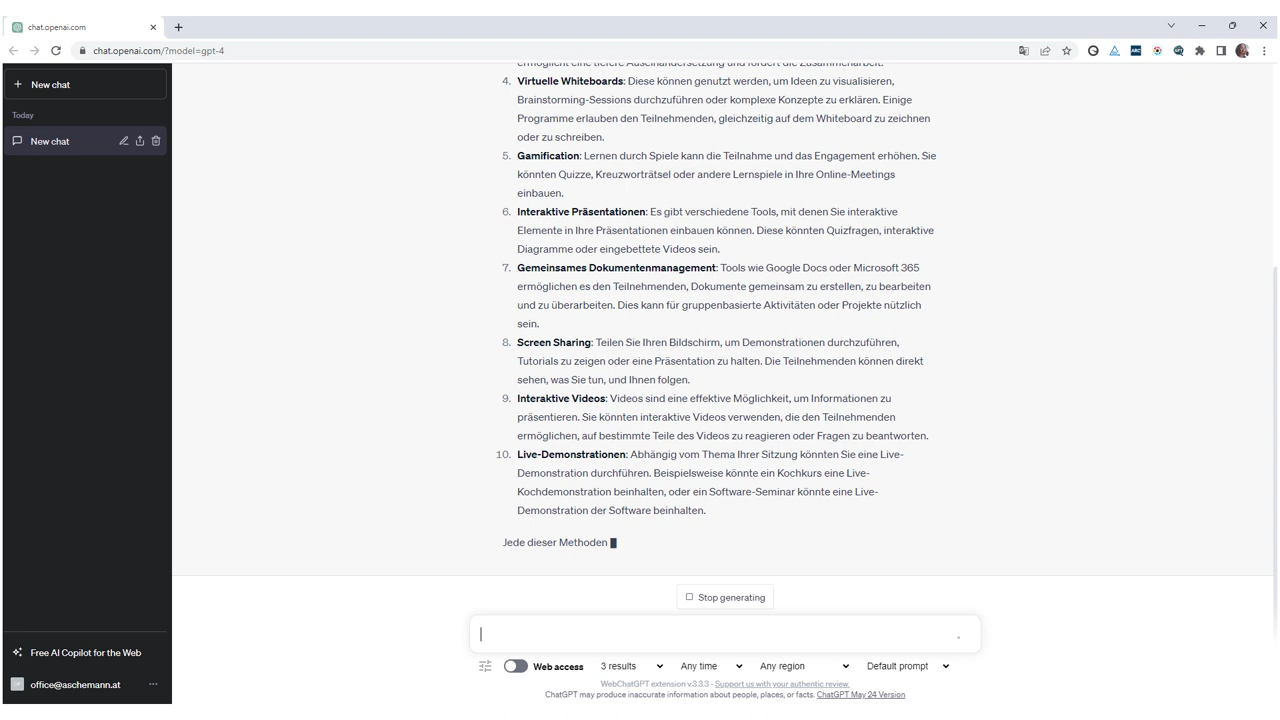 chat.openai.com
chat.openai.com/?model=gpt-4
New chat
Today
New chat
ermöglicht eine tiefere Auseinandersetzung und fördert die Zusammenarbeit.
4. Virtuelle Whiteboards: Diese können genutzt werden, um Ideen zu visualisieren,
Brainstorming-Sessions durchzuführen oder komplexe Konzepte zu erklären. Einige
Programme erlauben den Teilnehmenden, gleichzeitig auf dem Whiteboard zu zeichnen
oder zu schreiben.
5. Gamification: Lernen durch Spiele kann die Teilnahme und das Engagement erhöhen. Sie
könnten Quizze, Kreuzworträtsel oder andere Lernspiele in Ihre Online-Meetings
einbauen.
6. Interaktive Präsentationen: Es gibt verschiedene Tools, mit denen Sie interaktive
Elemente in Ihre Präsentationen einbauen können. Diese könnten Quizfragen, interaktive
Diagramme oder eingebettete Videos sein.
7. Gemeinsames Dokumentenmanagement: Tools wie Google Docs oder Microsoft 365
ermöglichen es den Teilnehmenden, Dokumente gemeinsam zu erstellen, zu bearbeiten
und zu überarbeiten. Dies kann für gruppenbasierte Aktivitäten oder Projekte nützlich
sein.
8. Screen Sharing: Teilen Sie Ihren Bildschirm, um Demonstrationen durchzuführen,
Tutorials zu zeigen oder eine Präsentation zu halten. Die Teilnehmenden können direkt
sehen, was Sie tun, und Ihnen folgen.
9. Interaktive Videos: Videos sind eine effektive Möglichkeit, um Informationen zu
präsentieren. Sie könnten interaktive Videos verwenden, die den Teilnehmenden
ermöglichen, auf bestimmte Teile des Videos zu reagieren oder Fragen zu beantworten.
10. Live-Demonstrationen: Abhängig vom Thema Ihrer Sitzung könnten Sie eine Live-
Demonstration durchführen. Beispielsweise könnte ein Kochkurs eine Live-
Kochdemonstration beinhalten, oder ein Software-Seminar könnte eine Live-
Demonstration der Software beinhalten.
Jede dieser Methoden
Stop generating
Web access 3 results Any time Any region Default prompt
WebChatGPT extension v.3.3.3 - Support us with your authentic review.
ChatGPT may produce inaccurate information about people, places, or facts. ChatGPT May 24 Version
Free AI Copilot for the Web
office@aschemann.at